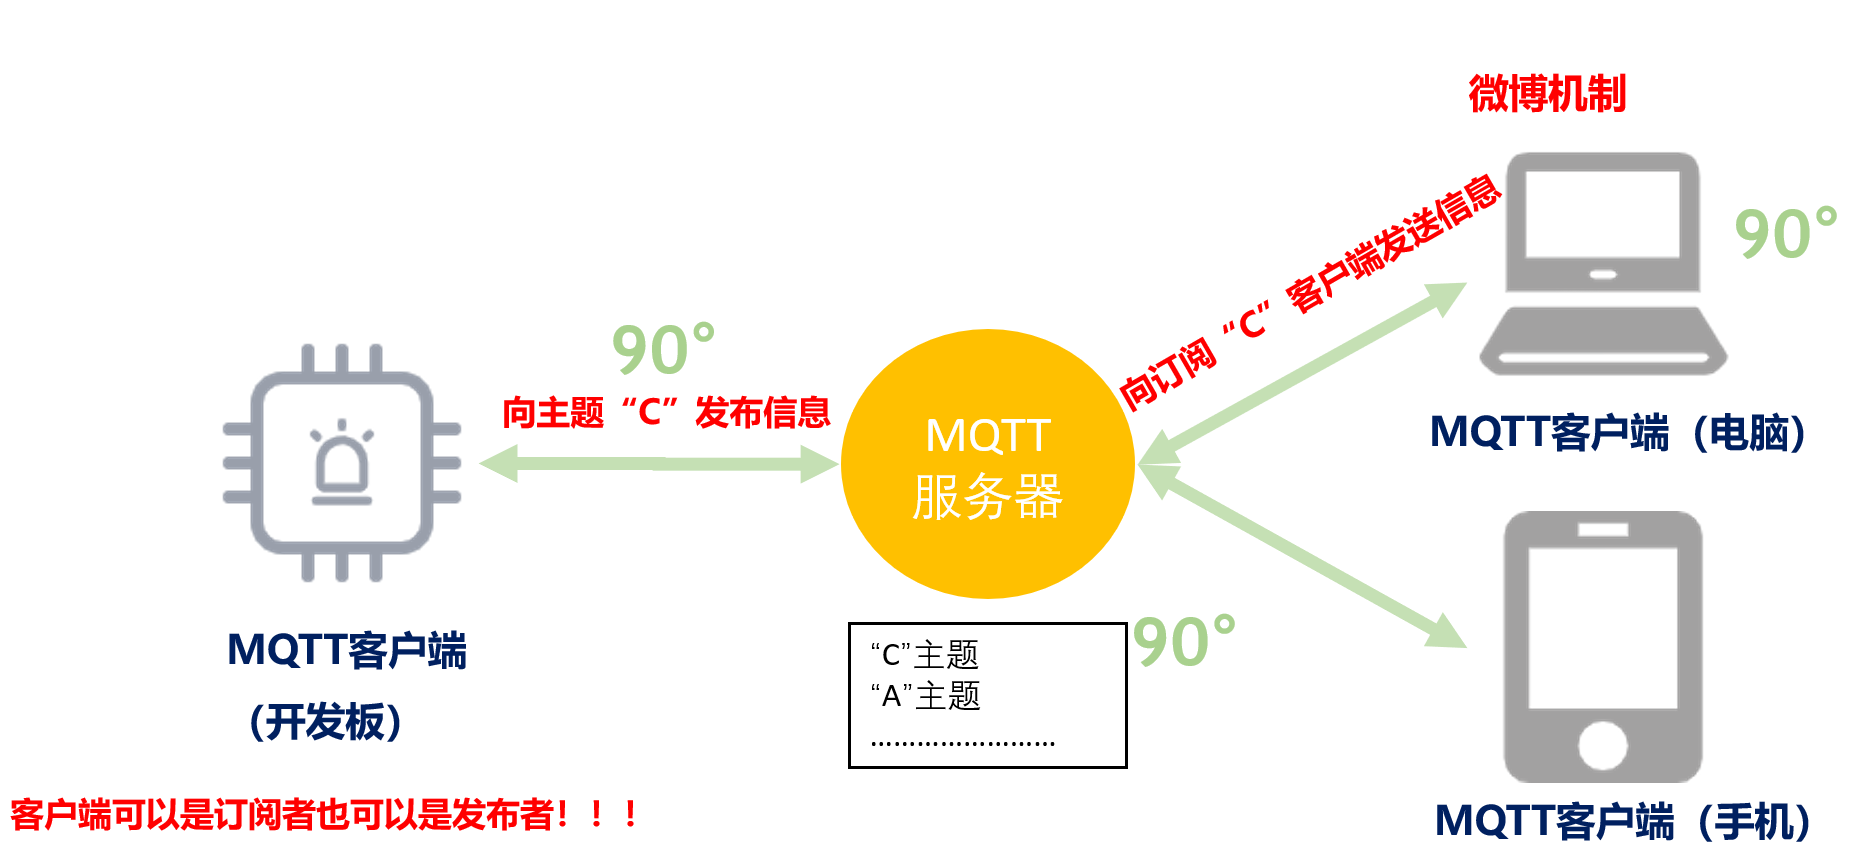 微博机制
90°
向订阅“C”客户端发送信息
90°
向主题“C”发布信息
MQTT
服务器
MQTT客户端（电脑）
“C”主题
“A”主题
……………………
90°
MQTT客户端
（开发板）
客户端可以是订阅者也可以是发布者！！！
MQTT客户端（手机）